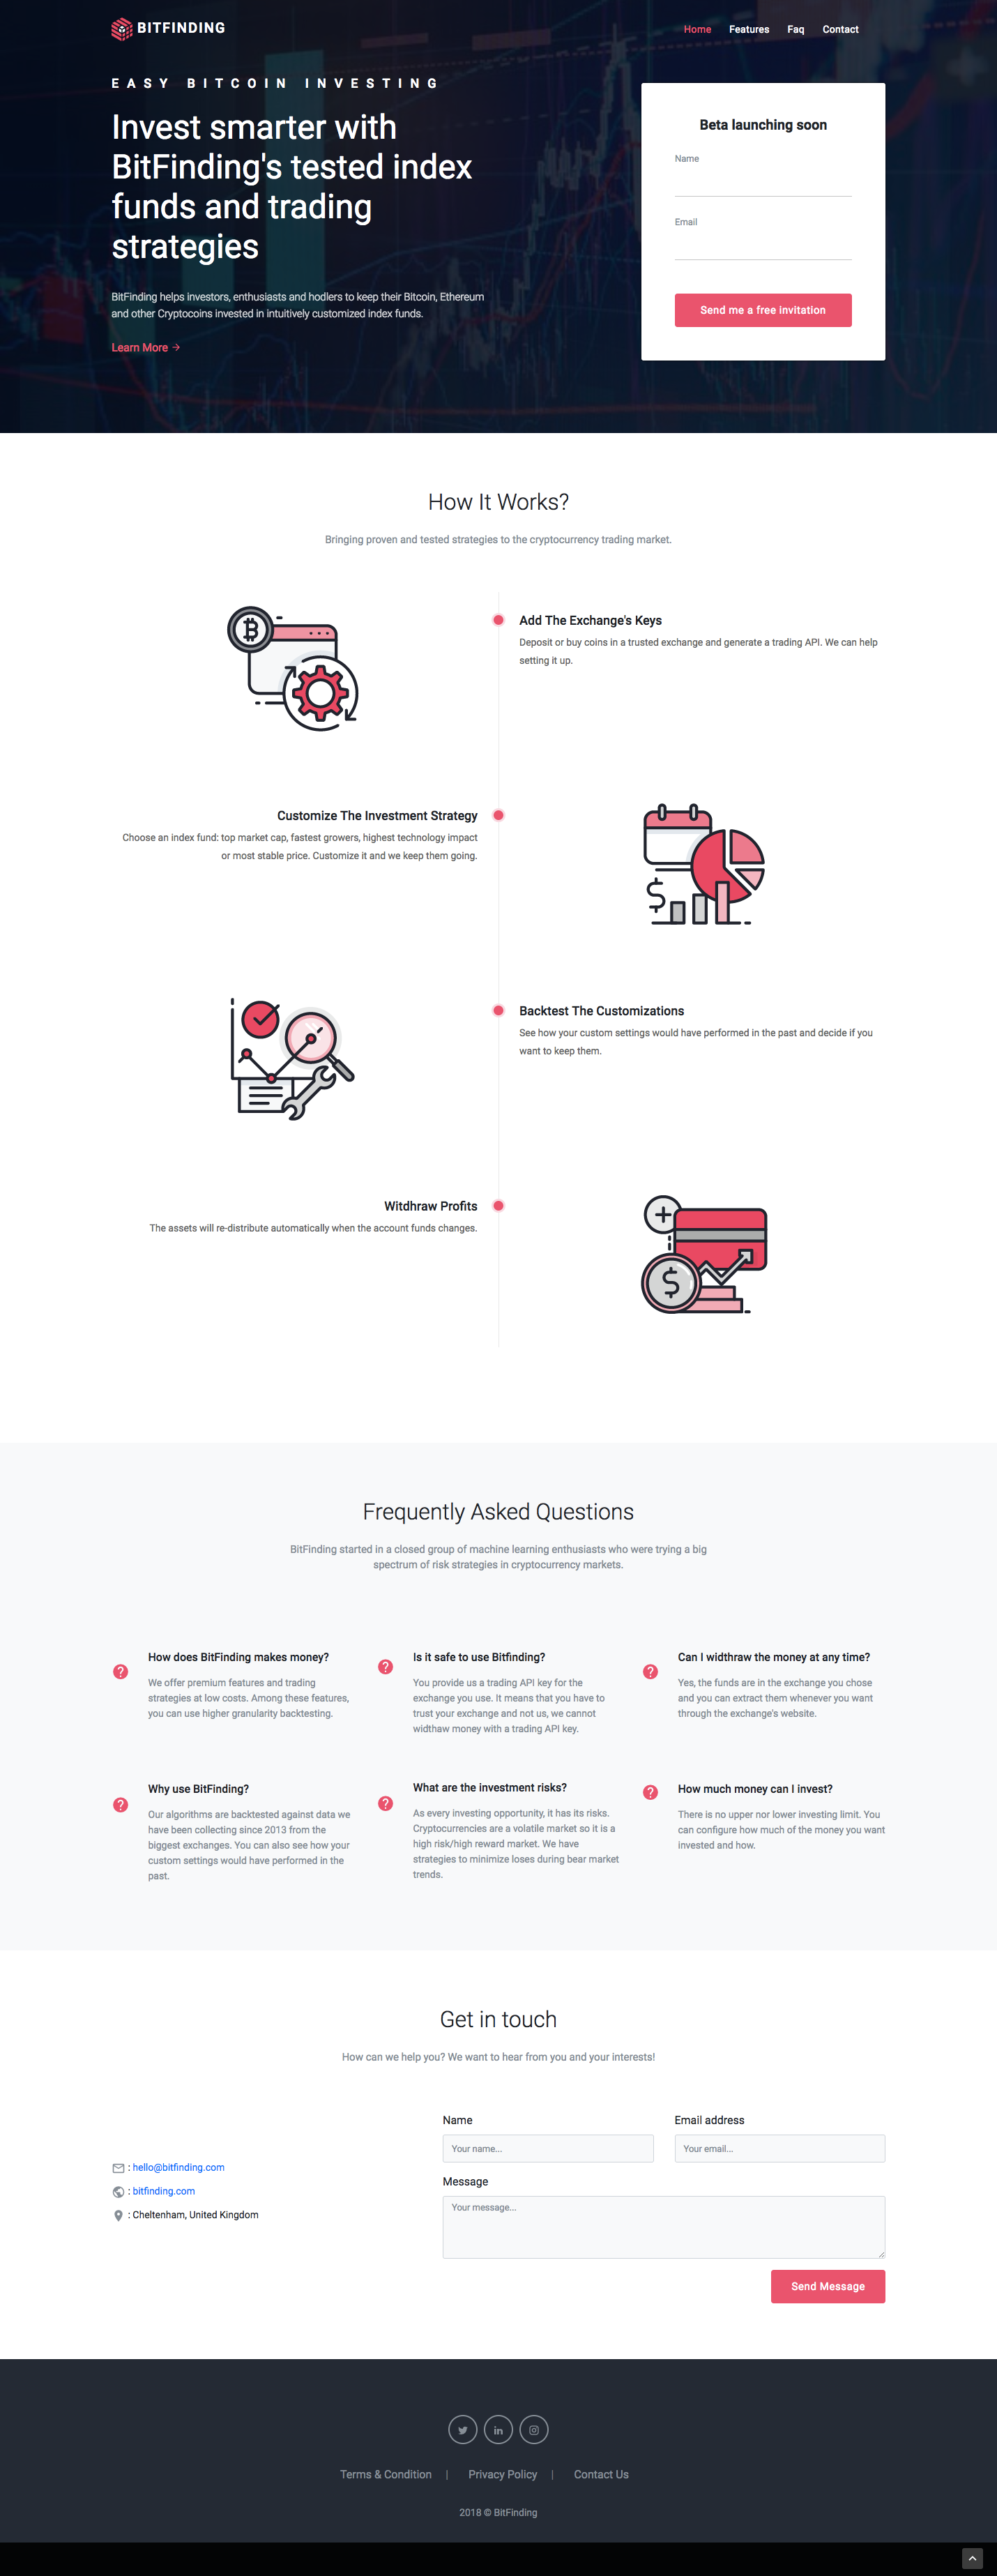 BITFINDING
Home Features Faq Contact
EASY BITCOIN INVESTING
Invest smarter with
BitFinding's tested index
funds and trading
strategies
BitFinding helps investors, enthusiasts and hodlers to keep their Bitcoin, Ethereum
and other Cryptocoins invested in intuitively customized index funds.
Learn More →
Beta launching soon
Name
Email
Send me a free invitation
How It Works?
Bringing proven and tested strategies to the cryptocurrency trading market.
Add The Exchange's Keys
Deposit or buy coins in a trusted exchange and generate a trading API. We can help
setting it up.
Customize The Investment Strategy
Choose an index fund: top market cap, fastest growers, highest technology impact
or most stable price. Customize it and we keep them going.
Backtest The Customizations
See how your custom settings would have performed in the past and decide if you
want to keep them.
Witdhraw Profits
The assets will re-distribute automatically when the account funds changes.
Frequently Asked Questions
BitFinding started in a closed group of machine learning enthusiasts who were trying a big
spectrum of risk strategies in cryptocurrency markets.
How does BitFinding makes money?
We offer premium features and trading
strategies at low costs. Among these features,
you can use higher granularity backtesting.
Is it safe to use Bitfinding?
You provide us a trading API key for the
exchange you use. It means that you have to
trust your exchange and not us, we cannot
widthaw money with a trading API key.
Can I widthraw the money at any time?
Yes, the funds are in the exchange you chose
and you can extract them whenever you want
through the exchange's website.
Why use BitFinding?
Our algorithms are backtested against data we
have been collecting since 2013 from the
biggest exchanges. You can also see how your
custom settings would have performed in the
past.
What are the investment risks?
As every investing opportunity, it has its risks.
Cryptocurrencies are a volatile market so it is a
high risk/high reward market. We have
strategies to minimize loses during bear market
trends.
How much money can I invest?
There is no upper nor lower investing limit. You
can configure how much of the money you want
invested and how.
Get in touch
How can we help you? We want to hear from you and your interests!
: hello@bitfinding.com
: bitfinding.com
: Cheltenham, United Kingdom
Name
Your name...
Email address
Your email...
Message
Your message...
Send Message
Terms & Condition | Privacy Policy | Contact Us
2018 © BitFinding